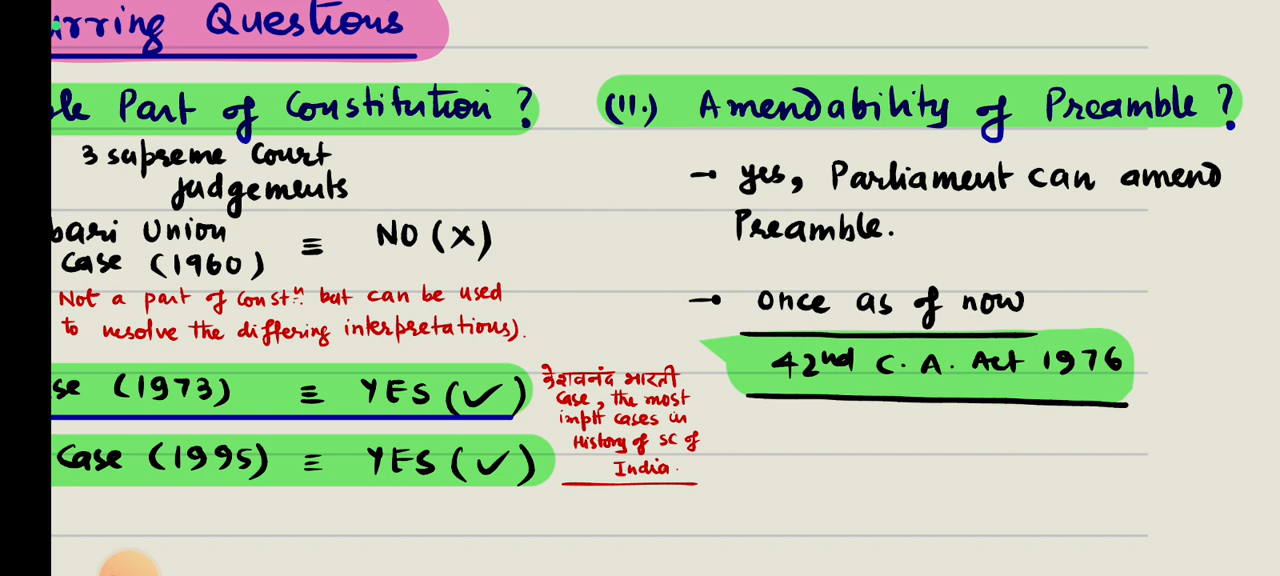 rring Questions
le Part of Constitution ?
3 supreme Court
judgements
bari Union
case (1960) ≡ NO (X)
Not a part of constⁿ but can be used
to resolve the differing interpretations).
se (1973) ≡ YES (✓)
केशवनंद भारती
case, the most
imptt cases in
History of SC of
India.
case (1995) ≡ YES (✓)
(II.) Amendability of Preamble ?
→ yes, Parliament can amend
Preamble.
→ once as of now
42nd C. A. Act 1976